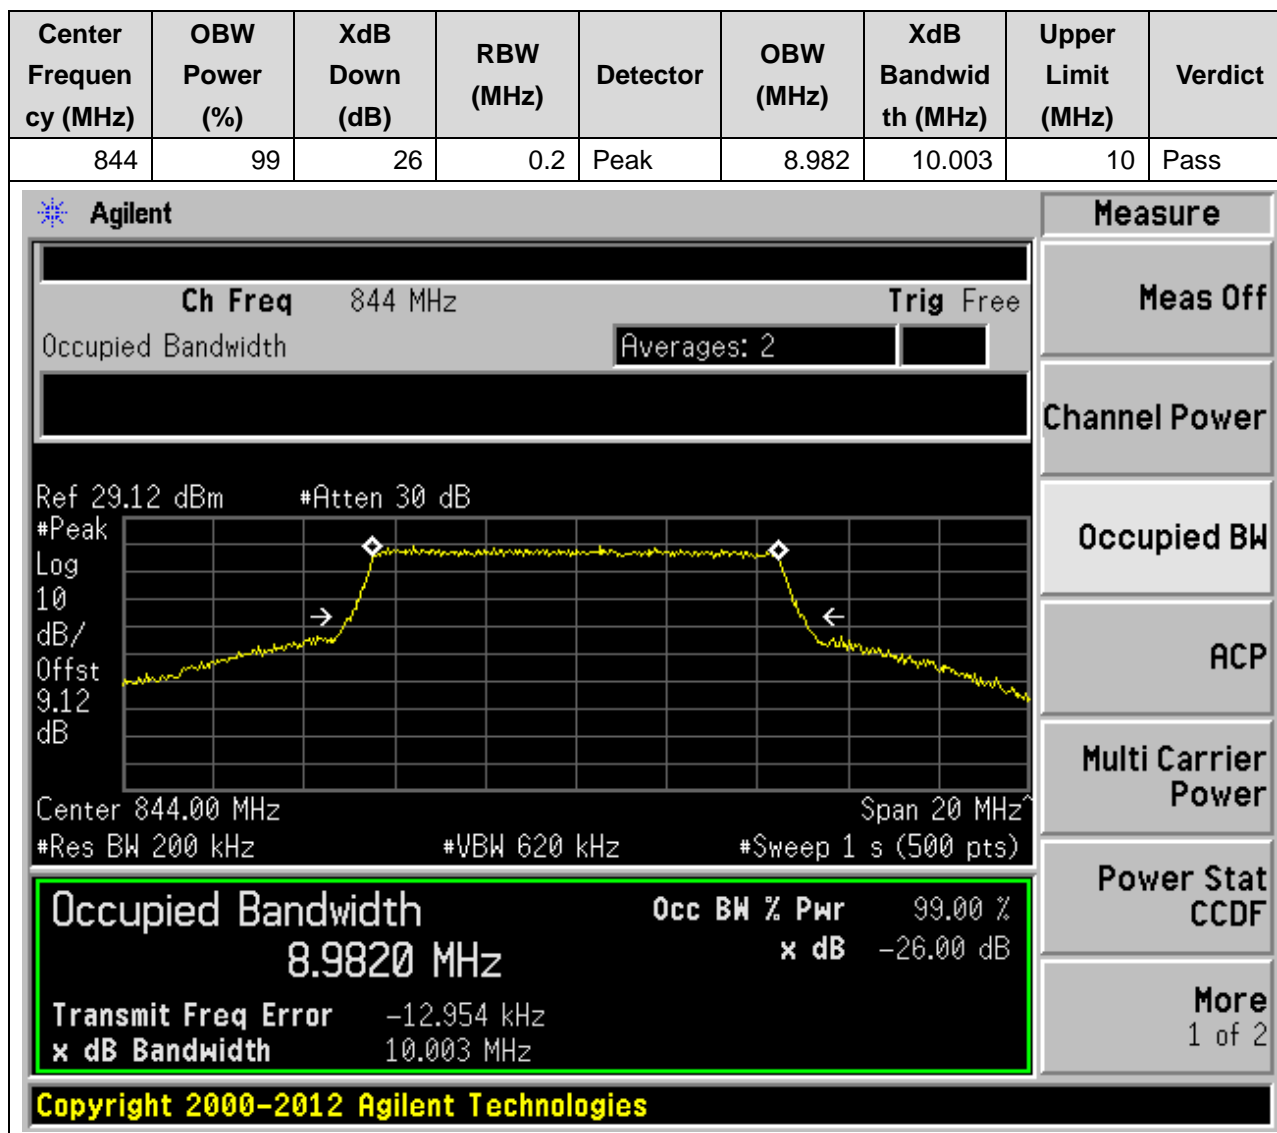 Center Frequen cy (MHz) OBW Power (%) XdB Down (dB) RBW (MHz) Detector OBW (MHz) XdB Bandwid th (MHz) Upper Limit (MHz) Verdict
844 99 26 0.2 Peak 8.982 10.003 10 Pass
Agilent
Measure
Ch Freq 844 MHz Trig Free
Meas Off
Occupied Bandwidth Averages: 2
Channel Power
Ref 29.12 dBm #Atten 30 dB
#Peak
Log
10
dB/
Offst
9.12
dB
Occupied BW
ACP
Multi Carrier
Power
Center 844.00 MHz Span 20 MHz^
#Res BW 200 kHz #VBW 620 kHz #Sweep 1 s (500 pts)
Power Stat
CCDF
Occupied Bandwidth Occ BW % Pwr 99.00 %
8.9820 MHz x dB -26.00 dB
Transmit Freq Error -12.954 kHz
x dB Bandwidth 10.003 MHz
More
1 of 2
Copyright 2000-2012 Agilent Technologies